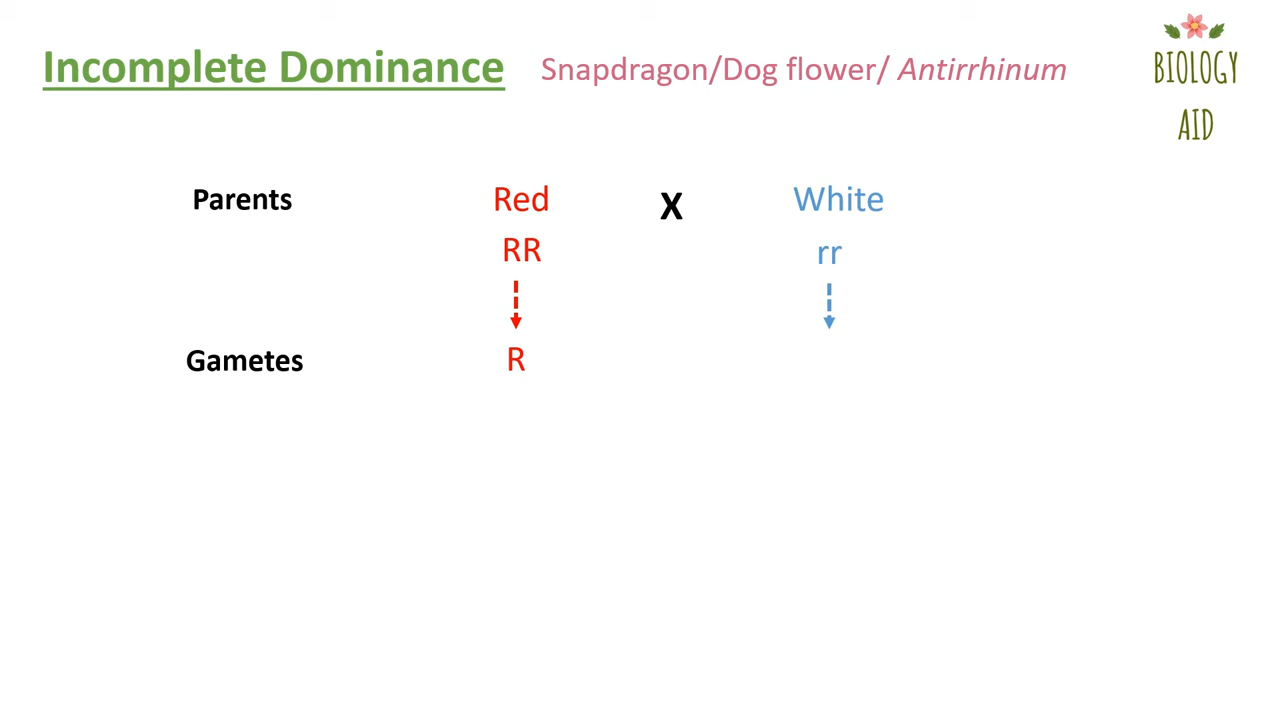 Incomplete Dominance Snapdragon/Dog flower/ Antirrhinum
BIOLOGY
AID
Parents Red X White
RR rr
Gametes R